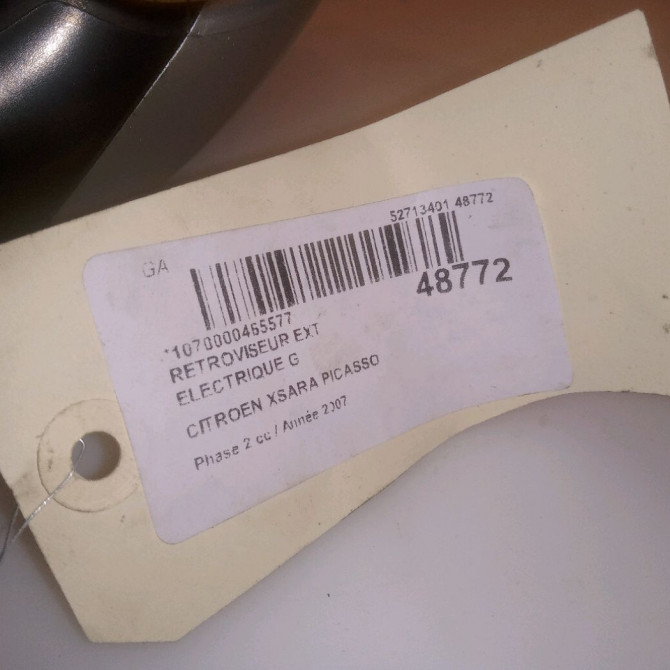 52713401 48772
GA
48772
*1070000465577
RETROVISEUR EXT
ELECTRIQUE G
CITROEN XSARA PICASSO
Phase 2 cc / Année 2007